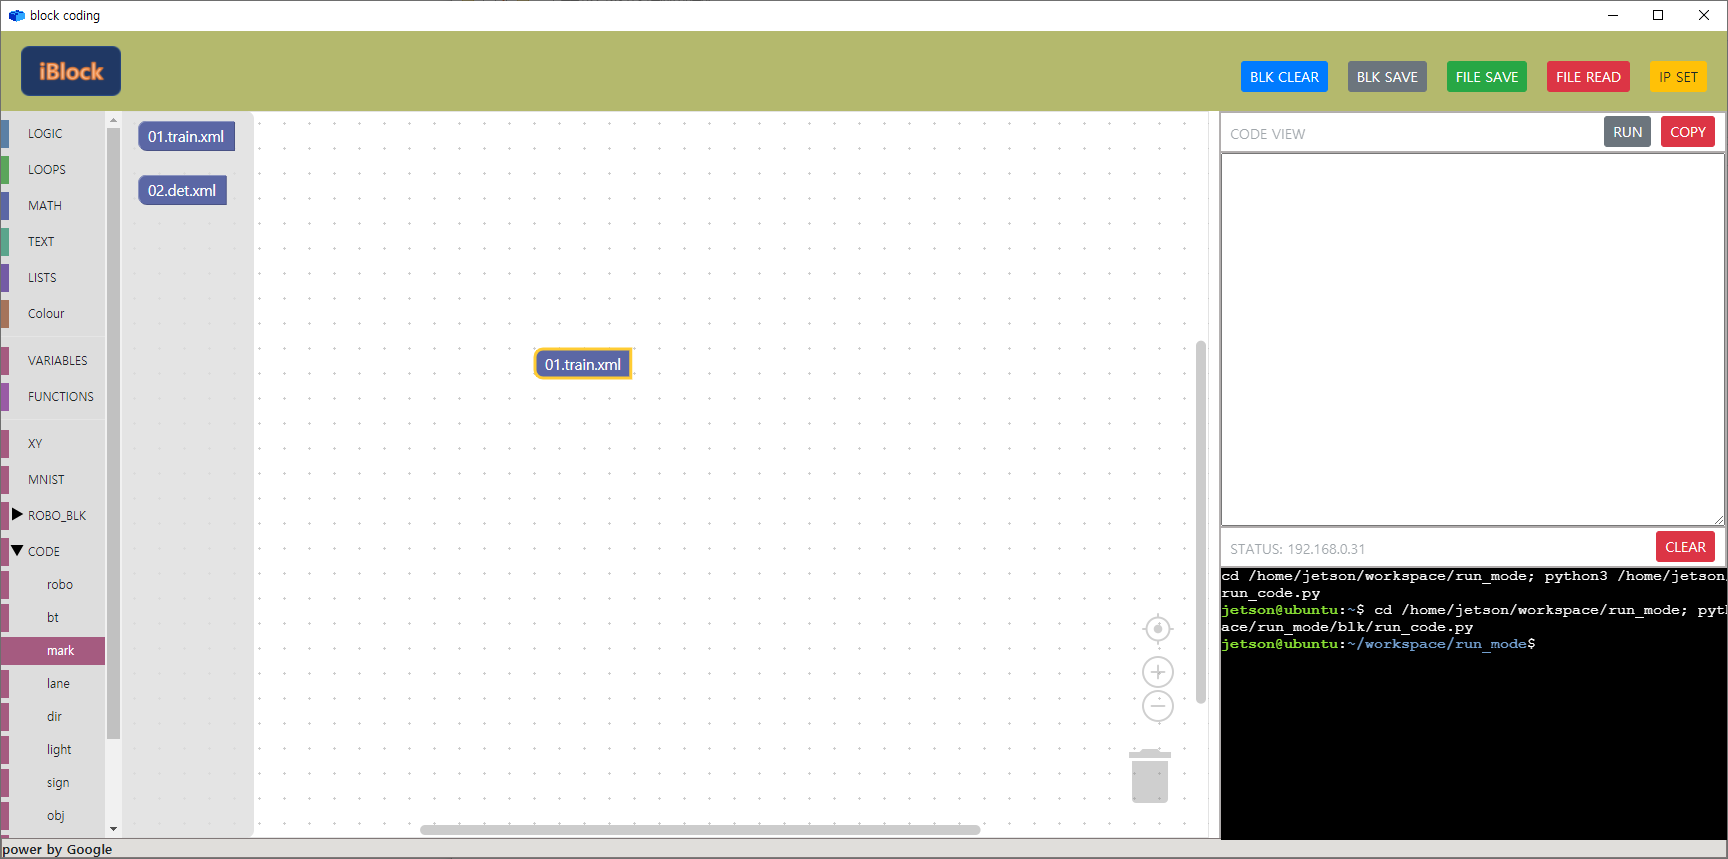 block coding
iBlock
BLK CLEAR
BLK SAVE
FILE SAVE
FILE READ
IP SET
LOGIC
LOOPS
MATH
TEXT
LISTS
Colour
VARIABLES
FUNCTIONS
XY
MNIST
ROBO_BLK
CODE
robo
bt
mark
lane
dir
light
sign
obj
01.train.xml
02.det.xml
01.train.xml
CODE VIEW
RUN
COPY
STATUS: 192.168.0.31
CLEAR
cd /home/jetson/workspace/run_mode; python3 /home/jetson/
run_code.py
jetson@ubuntu:~$ cd /home/jetson/workspace/run_mode; pyt
ace/run_mode/blk/run_code.py
jetson@ubuntu:~/workspace/run_mode$
power by Google